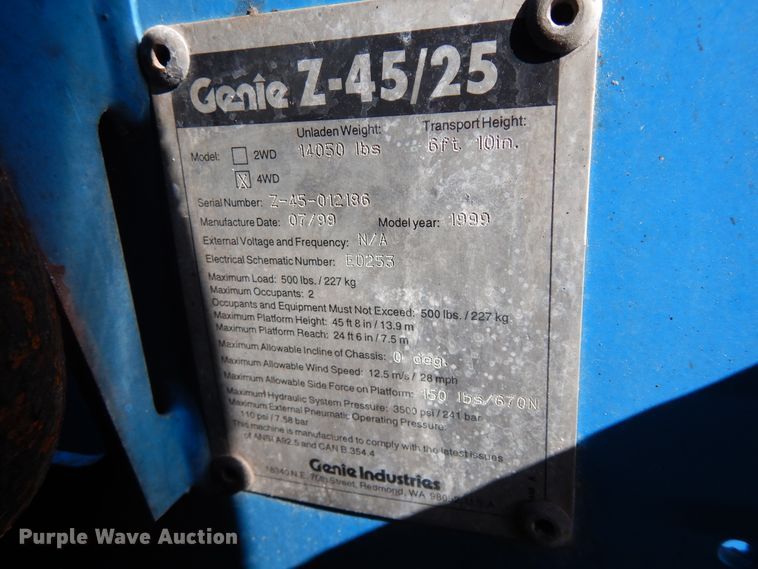 Genie Z-45/25
Unladen Weight: Transport Height:
Model: 2WD 14050 lbs 6ft. 10in.
X 4WD
Serial Number: Z-45-012186
Manufacture Date: 07/99 Model year: 1999
External Voltage and Frequency: N/A
Electrical Schematic Number: E0253
Maximum Load: 500 lbs. / 227 kg
Maximum Occupants: 2
Occupants and Equipment Must Not Exceed: 500 lbs. / 227 kg
Maximum Platform Height: 45 ft 8 in / 13.9 m
Maximum Platform Reach: 24 ft 6 in / 7.5 m
Maximum Allowable Incline of Chassis: 0 deg.
Maximum Allowable Wind Speed: 12.5 m/s / 28 mph
Maximum Allowable Side Force on Platform: 150 lbs/670N
Maximum Hydraulic System Pressure: 3500 psi / 241 bar
Maximum External Pneumatic Operating Pressure:
110 psi / 7.58 bar
This machine is manufactured to comply with the latest issues
of ANSI A92.5 and CAN B 354.4
Genie Industries
18340 N.E. 76th Street, Redmond, WA
Purple Wave Auction